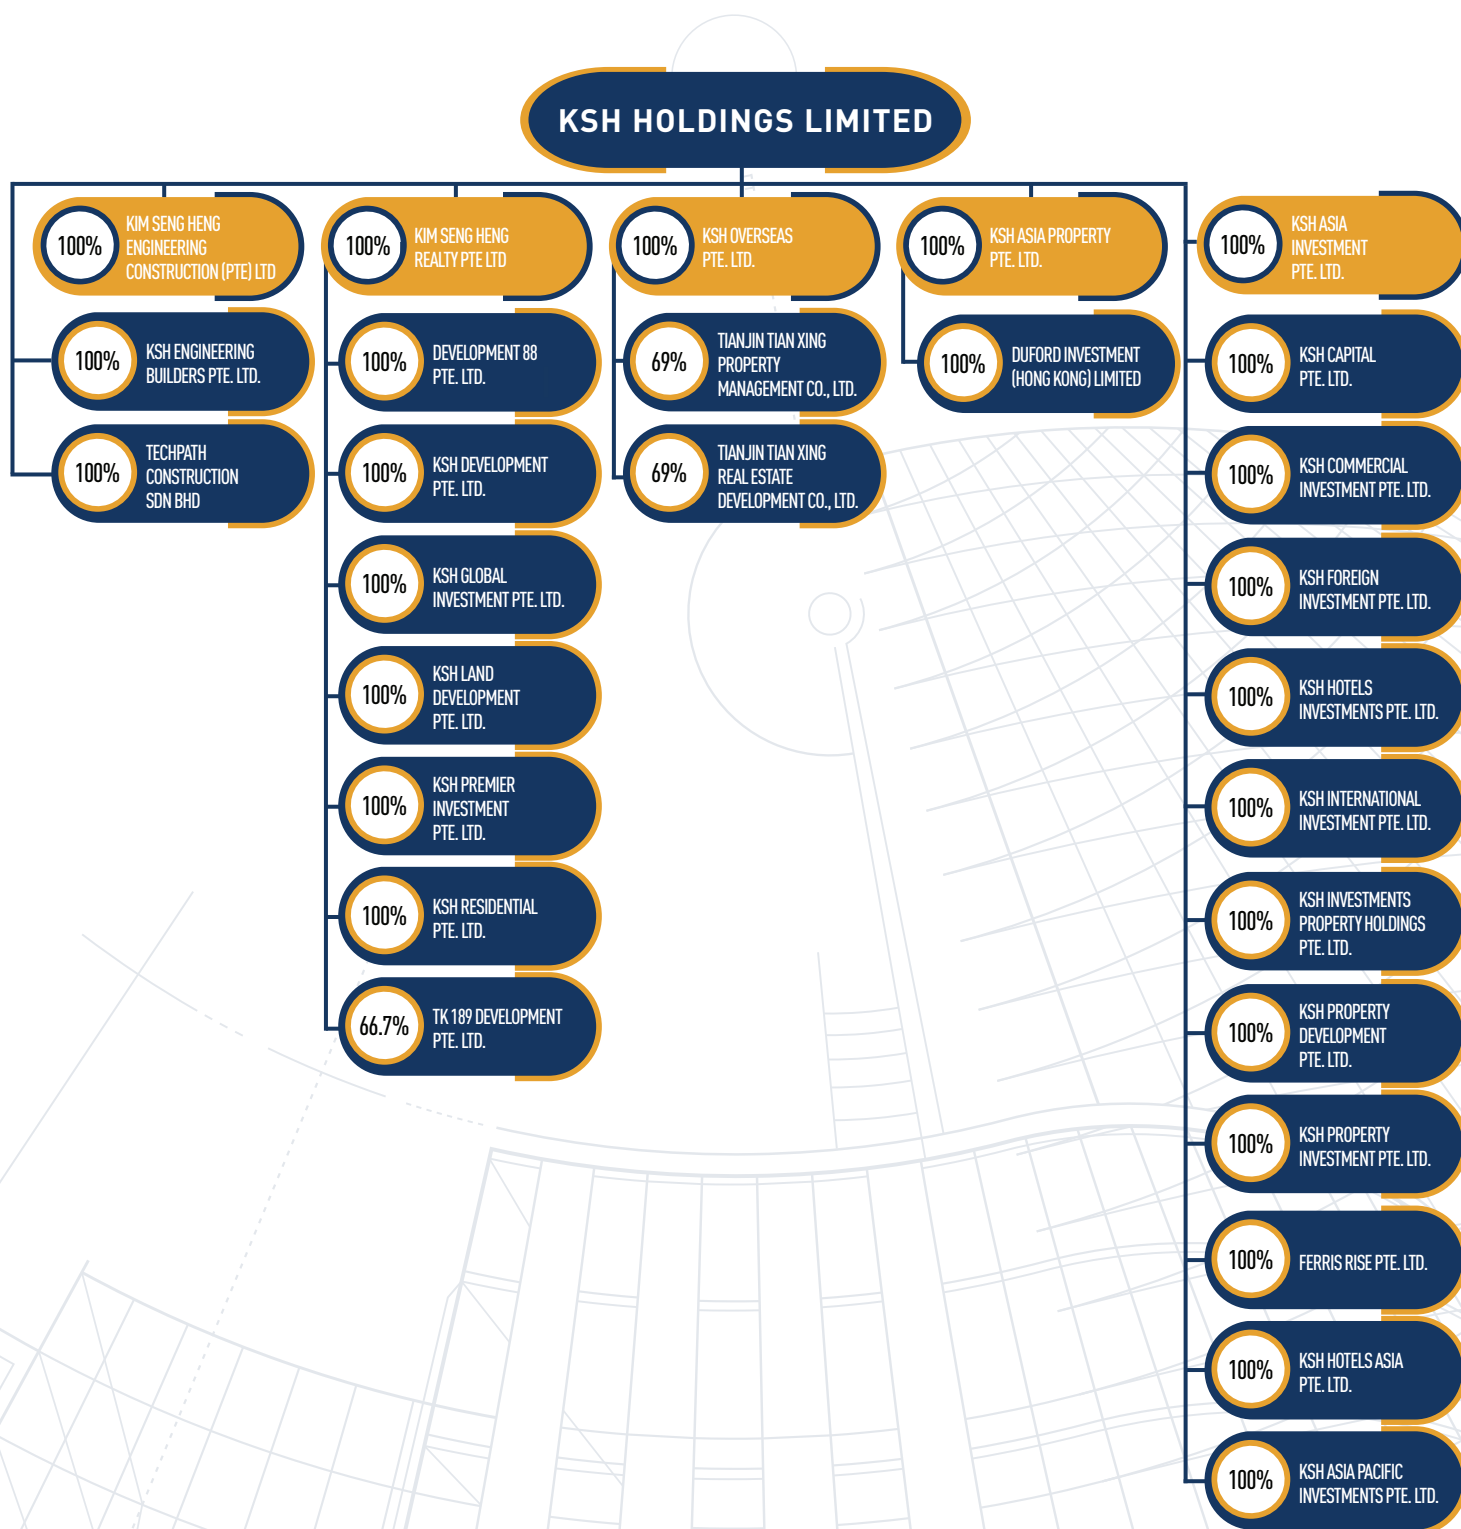 KSH HOLDINGS LIMITED
100%
KIM SENG HENG
ENGINEERING
CONSTRUCTION (PTE) LTD
100%
KSH ENGINEERING
BUILDERS PTE. LTD.
100%
TECHPATH
CONSTRUCTION
SDN BHD
100%
KIM SENG HENG
REALTY PTE LTD
100%
DEVELOPMENT 88
PTE. LTD.
100%
KSH DEVELOPMENT
PTE. LTD.
100%
KSH GLOBAL
INVESTMENT PTE. LTD.
100%
KSH LAND
DEVELOPMENT
PTE. LTD.
100%
KSH PREMIER
INVESTMENT
PTE. LTD.
100%
KSH RESIDENTIAL
PTE. LTD.
66.7%
TK 189 DEVELOPMENT
PTE. LTD.
100%
KSH OVERSEAS
PTE. LTD.
69%
TIANJIN TIAN XING
PROPERTY
MANAGEMENT CO., LTD.
69%
TIANJIN TIAN XING
REAL ESTATE
DEVELOPMENT CO., LTD.
100%
KSH ASIA PROPERTY
PTE. LTD.
100%
DUFORD INVESTMENT
(HONG KONG) LIMITED
100%
KSH ASIA
INVESTMENT
PTE. LTD.
100%
KSH CAPITAL
PTE. LTD.
100%
KSH COMMERCIAL
INVESTMENT PTE. LTD.
100%
KSH FOREIGN
INVESTMENT PTE. LTD.
100%
KSH HOTELS
INVESTMENTS PTE. LTD.
100%
KSH INTERNATIONAL
INVESTMENT PTE. LTD.
100%
KSH INVESTMENTS
PROPERTY HOLDINGS
PTE. LTD.
100%
KSH PROPERTY
DEVELOPMENT
PTE. LTD.
100%
KSH PROPERTY
INVESTMENT PTE. LTD.
100%
FERRIS RISE PTE. LTD.
100%
KSH HOTELS ASIA
PTE. LTD.
100%
KSH ASIA PACIFIC
INVESTMENTS PTE. LTD.